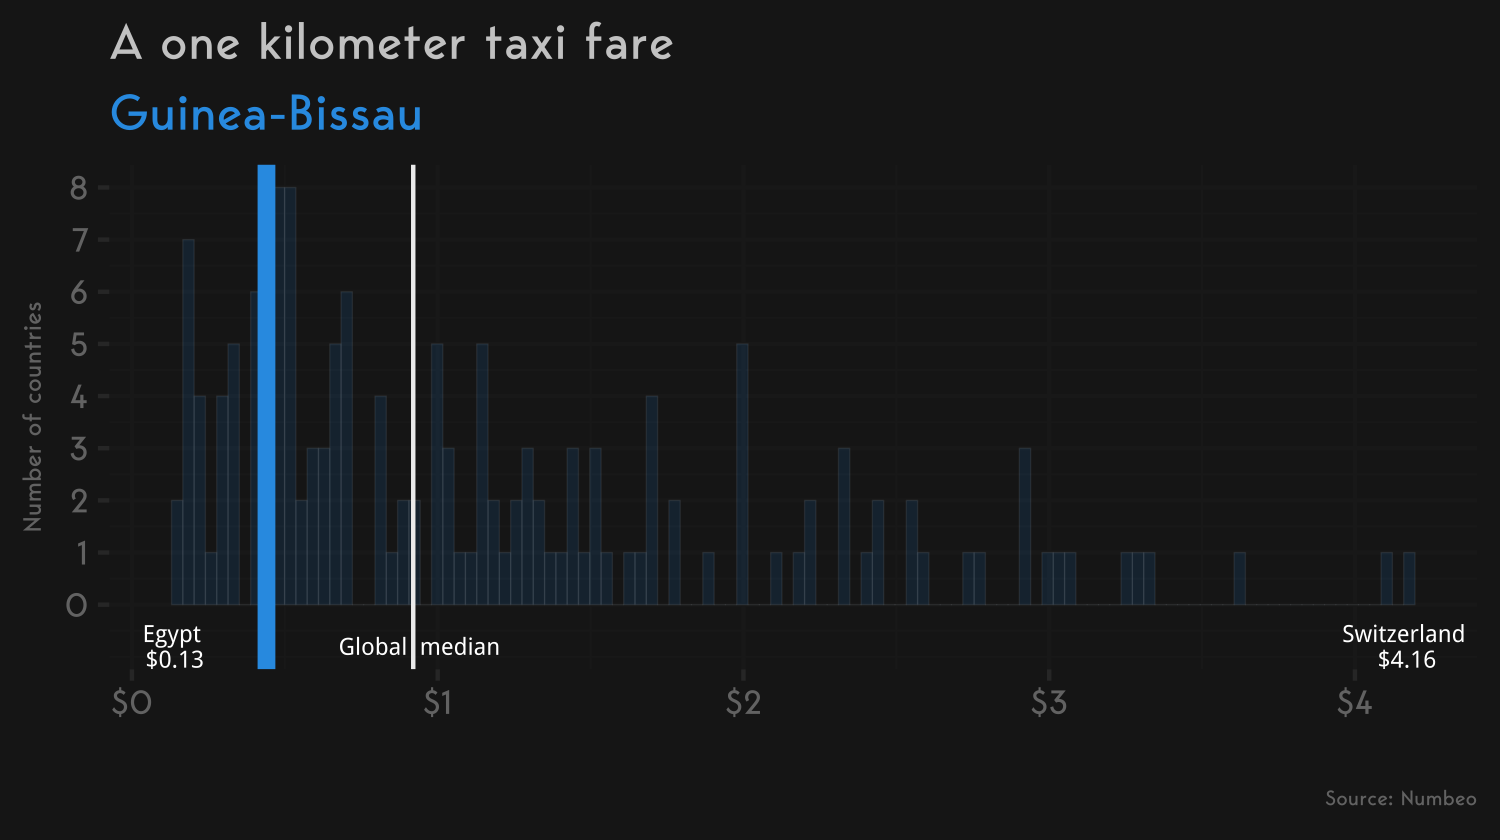 A one kilometer taxi fare
Guinea-Bissau
Number of countries
8
7
6
5
4
3
2
1
0
Egypt
$0.13
Global median
Switzerland
$4.16
$0
$1
$2
$3
$4
Source: Numbeo